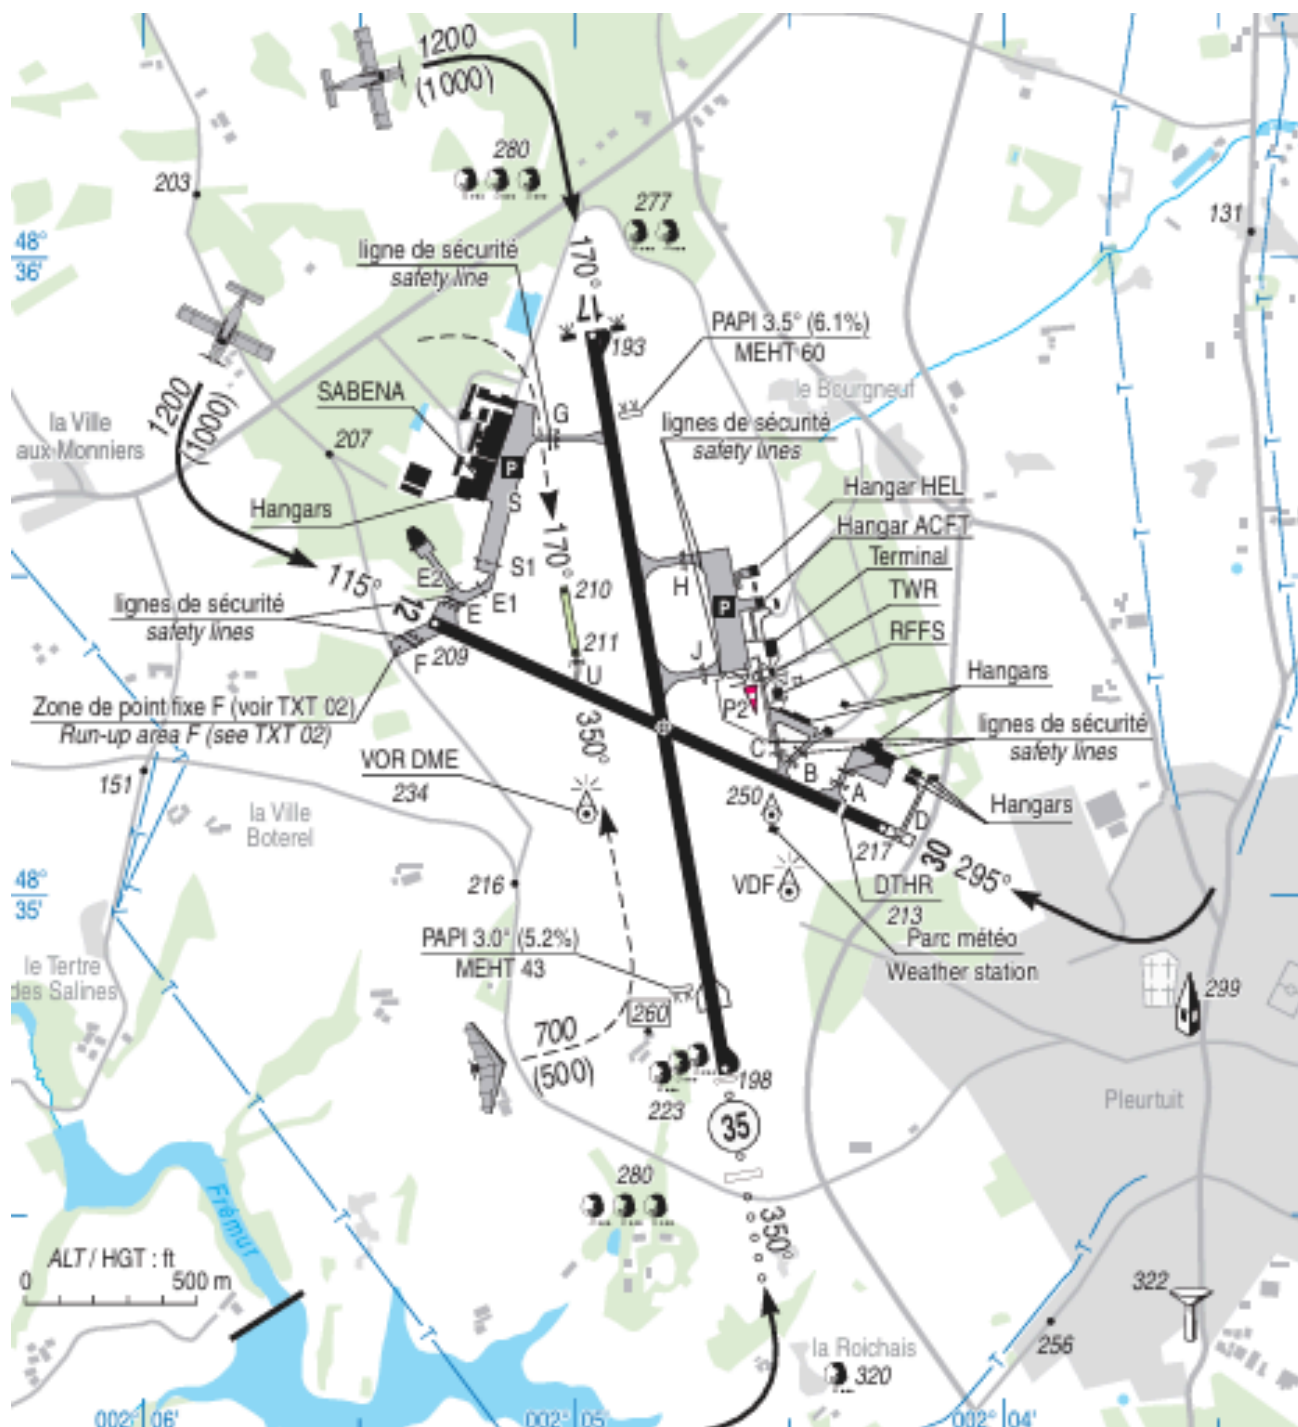 1200
(1000)
280
203
277
131
48°
36'
ligne de sécurité
safety line
170°
17
193
PAPI 3.5° (6.1%)
MEHT 60
1200
(1000)
SABENA
G
le Bourgneuf
lignes de sécurité
safety lines
la Ville
aux Monniers
207
P
Hangar HEL
S
Hangars
Hangar ACFT
170°
115°
S1
H
Terminal
E2
210
TWR
lignes de sécurité
safety lines
12
E
E1
P
RFFS
209
F
211
J
U
Hangars
Zone de point fixe F (voir TXT 02)
Run-up area F (see TXT 02)
P2
lignes de sécurité
safety lines
350°
C
VOR DME
234
B
151
250
A
Hangars
la Ville
Boterel
D
217
30
295°
48°
35'
216
VDF
DTHR
213
PAPI 3.0° (5.2%)
MEHT 43
Parc météo
Weather station
le Tertre
des Salines
299
260
700
(500)
198
223
35
Pleurtuit
280
Frémur
350°
ALT / HGT : ft
0
500 m
322
256
la Roichais
320
002° 06'
002° 05'
002° 04'
T
T
T
T
T
T
T
T
T
T
T
T